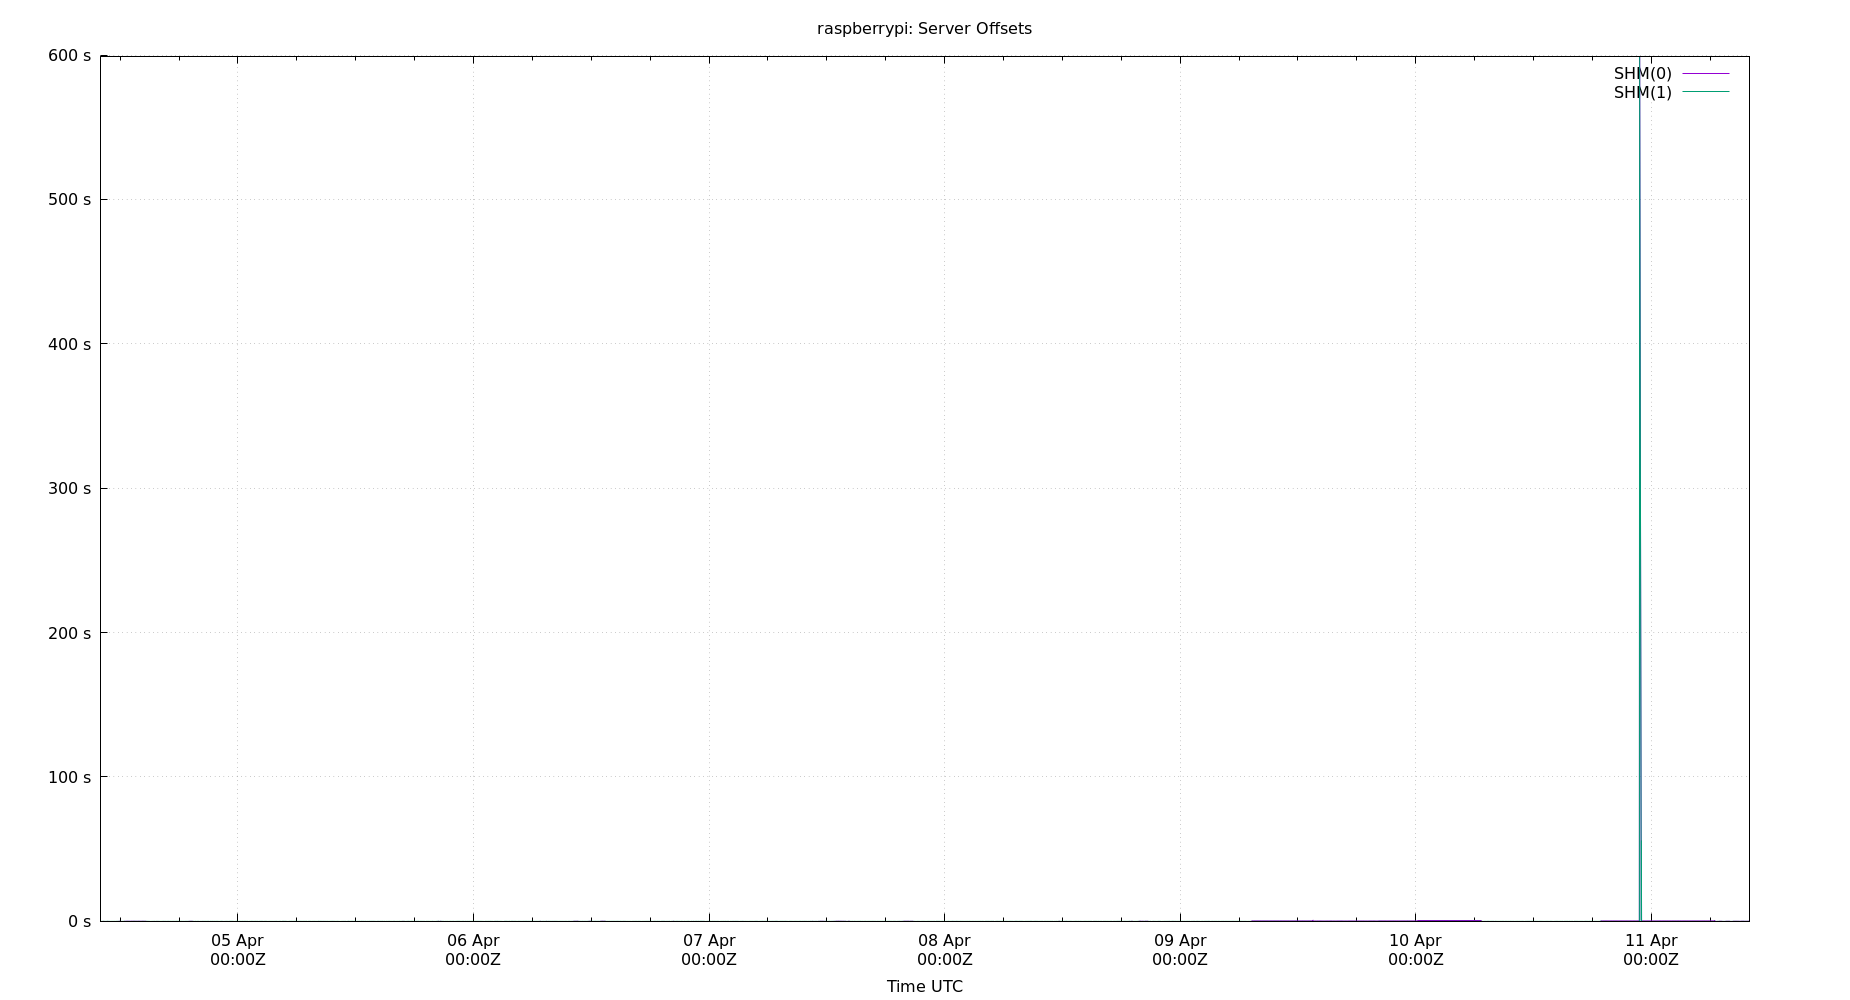 raspberrypi: Server Offsets
600 s
SHM(0)
SHM(1)
500 s
400 s
300 s
200 s
100 s
0 s
05 Apr 06 Apr 07 Apr 08 Apr 09 Apr 10 Apr 11 Apr
00:00Z 00:00Z 00:00Z 00:00Z 00:00Z 00:00Z 00:00Z
Time UTC